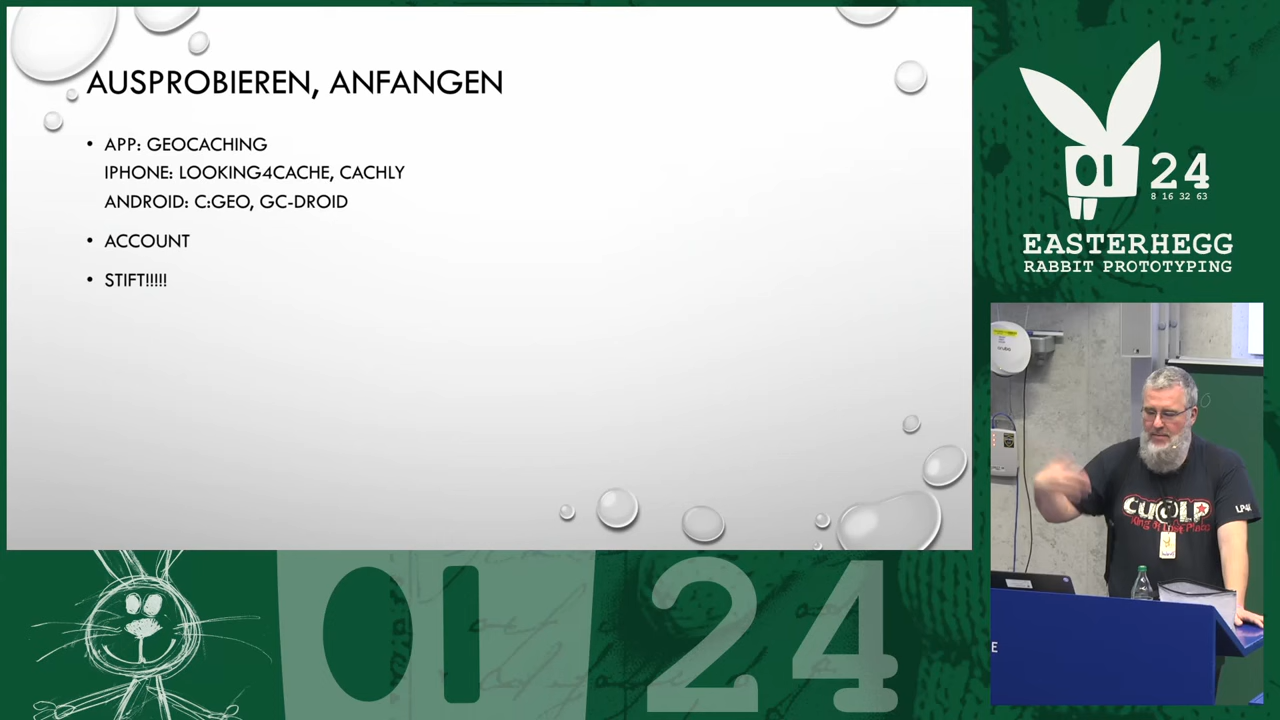 AUSPROBIEREN, ANFANGEN
• APP: GEOCACHING
IPHONE: LOOKING4CACHE, CACHLY
ANDROID: C:GEO, GC-DROID
• ACCOUNT
• STIFT!!!!!
24
8 16 32 63
EASTERHEGG
RABBIT PROTOTYPING
LP4K
E
24